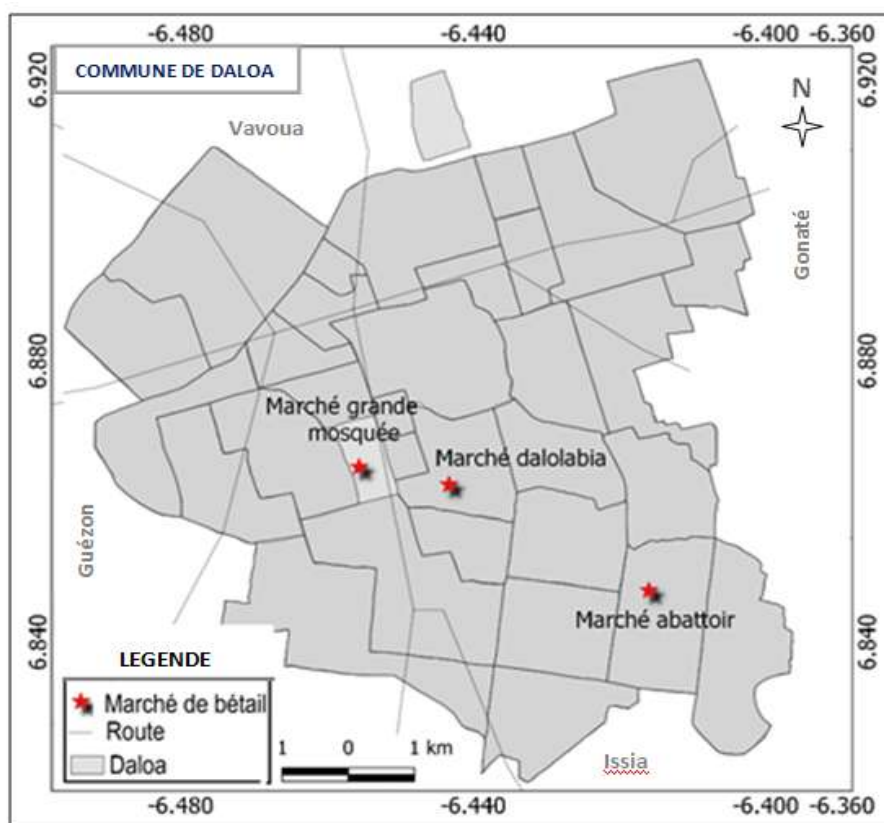 -6.480 -6.440 -6.400 -6.360
COMMUNE DE DALOA
6.920
6.920
N
Vavoua
Gonaté
6.880
6.880
Marché grande
mosquée
Marché dalolabia
Guézon
Marché abattoir
6.840
6.840
LEGENDE
Marché de bétail
Route
Daloa
1 0 1 km
Issia
-6.480 -6.440 -6.400 -6.360